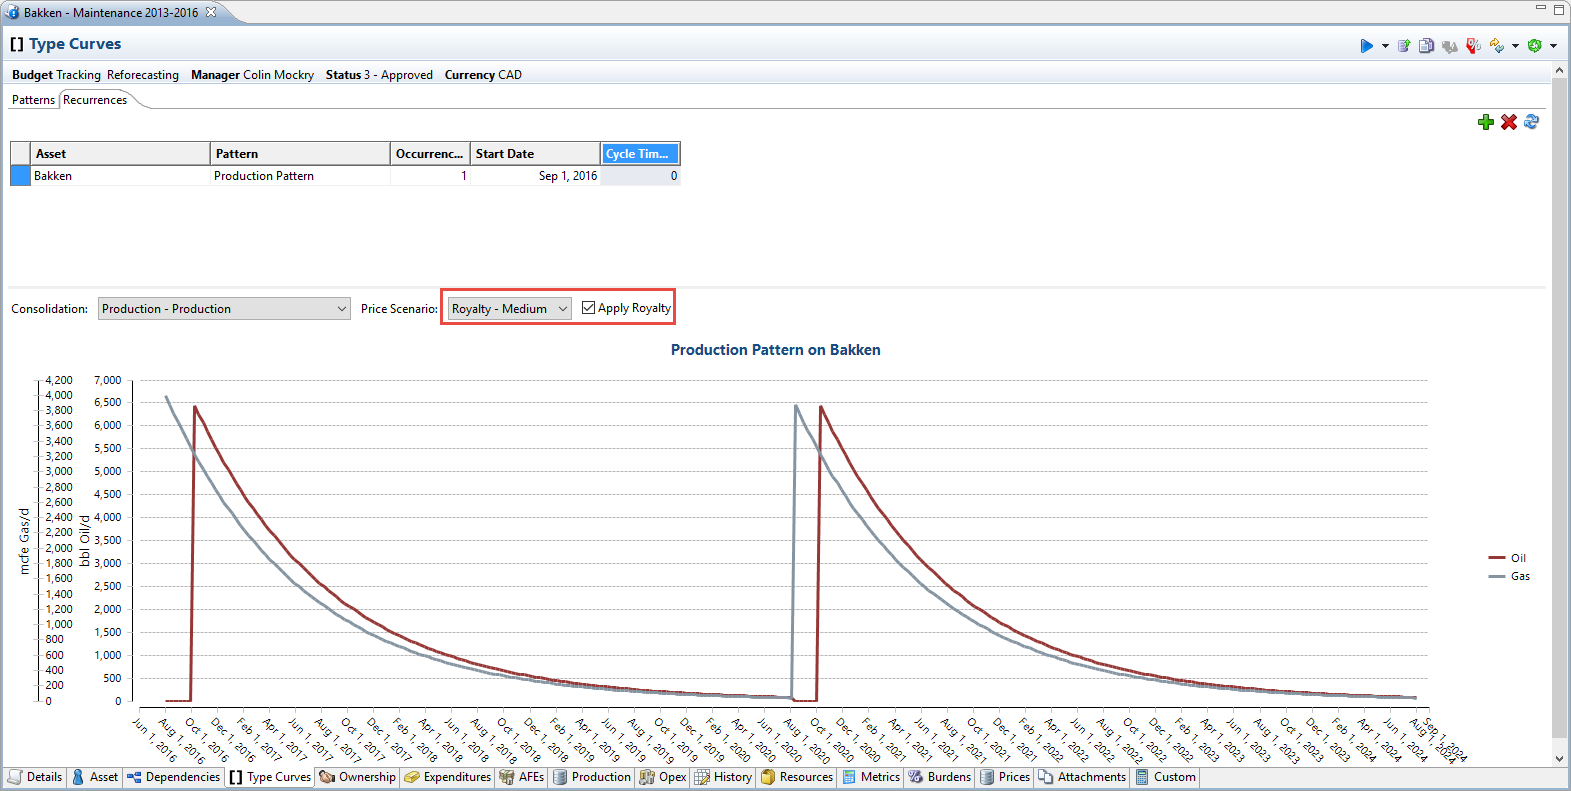 Bakken - Maintenance 2013-2016
[] Type Curves
Budget Tracking Reforecasting Manager Colin Mockry Status 3 - Approved Currency CAD
Patterns Recurrences
Asset Pattern Occurrenc... Start Date Cycle Tim...
Bakken Production Pattern 1 Sep 1, 2016 0
Consolidation: Production - Production Price Scenario: Royalty - Medium Apply Royalty
Production Pattern on Bakken
mcfe Gas/d
4,200
4,000
3,800
3,600
3,400
3,200
3,000
2,800
2,600
2,400
2,200
2,000
1,800
1,600
1,400
1,200
1,000
800
600
400
200
0
bbl Oil/d
7,000
6,500
6,000
5,500
5,000
4,500
4,000
3,500
3,000
2,500
2,000
1,500
1,000
500
0
Oil
Gas
Jun 1, 2016
Aug 1, 2016
Oct 1, 2016
Dec 1, 2016
Feb 1, 2017
Apr 1, 2017
Jun 1, 2017
Aug 1, 2017
Oct 1, 2017
Dec 1, 2017
Feb 1, 2018
Apr 1, 2018
Jun 1, 2018
Aug 1, 2018
Oct 1, 2018
Dec 1, 2018
Feb 1, 2019
Apr 1, 2019
Jun 1, 2019
Aug 1, 2019
Oct 1, 2019
Dec 1, 2019
Feb 1, 2020
Apr 1, 2020
Jun 1, 2020
Aug 1, 2020
Oct 1, 2020
Dec 1, 2020
Feb 1, 2021
Apr 1, 2021
Jun 1, 2021
Aug 1, 2021
Oct 1, 2021
Dec 1, 2021
Feb 1, 2022
Apr 1, 2022
Jun 1, 2022
Aug 1, 2022
Oct 1, 2022
Dec 1, 2022
Feb 1, 2023
Apr 1, 2023
Jun 1, 2023
Aug 1, 2023
Oct 1, 2023
Dec 1, 2023
Feb 1, 2024
Apr 1, 2024
Jun 1, 2024
Aug 1, 2024
Sep 1, 2024
Details Asset Dependencies [] Type Curves Ownership Expenditures AFEs Production Opex History Resources Metrics Burdens Prices Attachments Custom